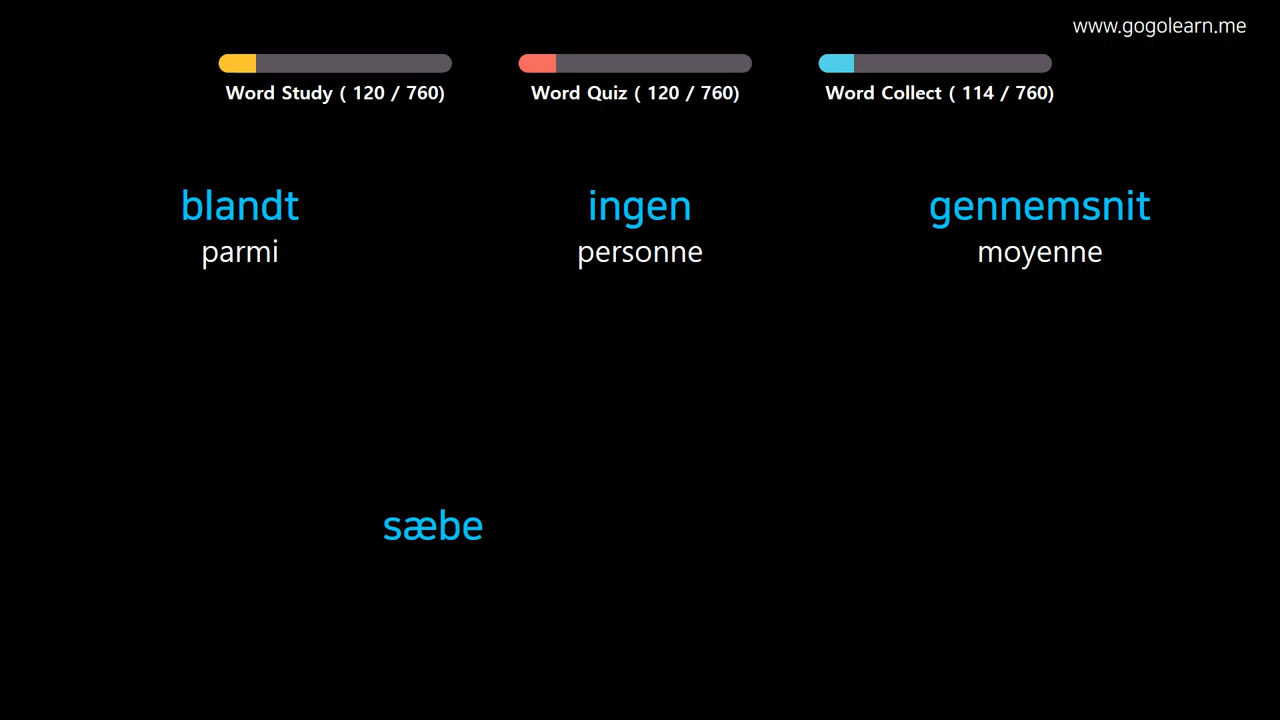 www.gogolearn.me
Word Study ( 120 / 760)
Word Quiz ( 120 / 760)
Word Collect ( 114 / 760)
blandt
ingen
gennemsnit
parmi
personne
moyenne
sæbe